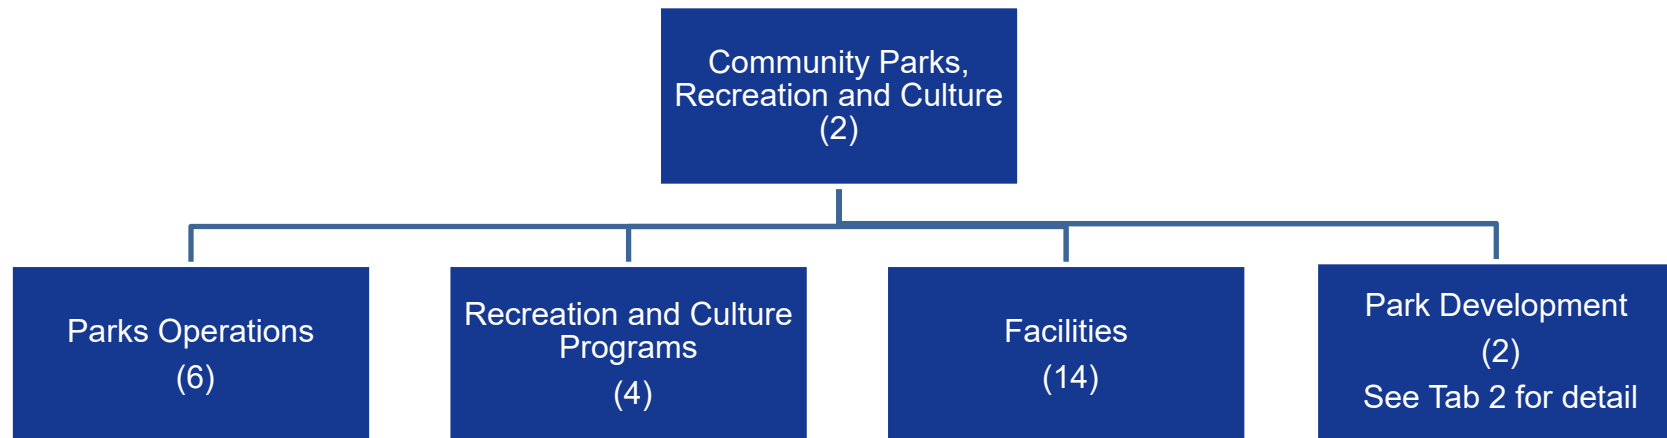 Community Parks,
Recreation and Culture
(2)
Parks Operations
(6)
Recreation and Culture
Programs
(4)
Facilities
(14)
Park Development
(2)
See Tab 2 for detail